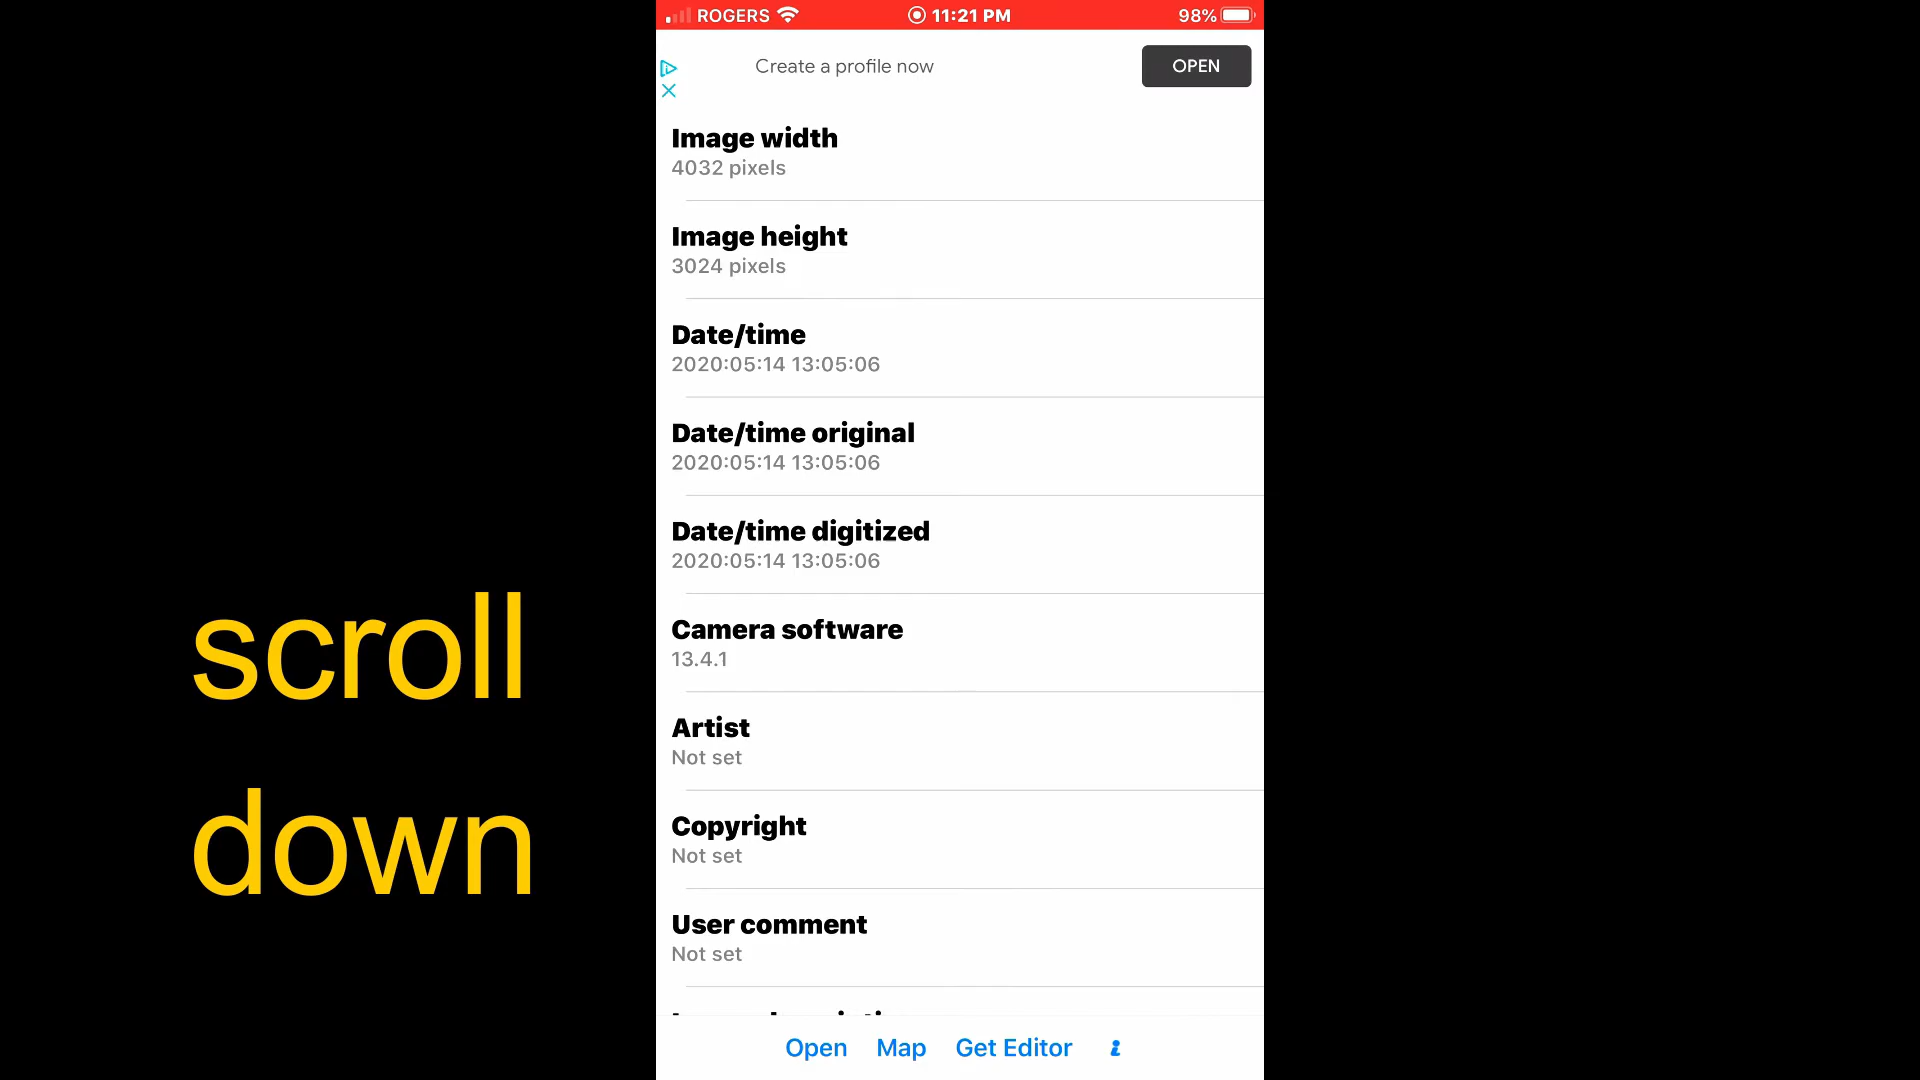 ROGERS 11:21 PM 98%
Create a profile now OPEN
Image width
4032 pixels
Image height
3024 pixels
Date/time
2020:05:14 13:05:06
Date/time original
2020:05:14 13:05:06
Date/time digitized
2020:05:14 13:05:06
Camera software
13.4.1
Artist
Not set
Copyright
Not set
User comment
Not set
Open Map Get Editor i
scroll
down